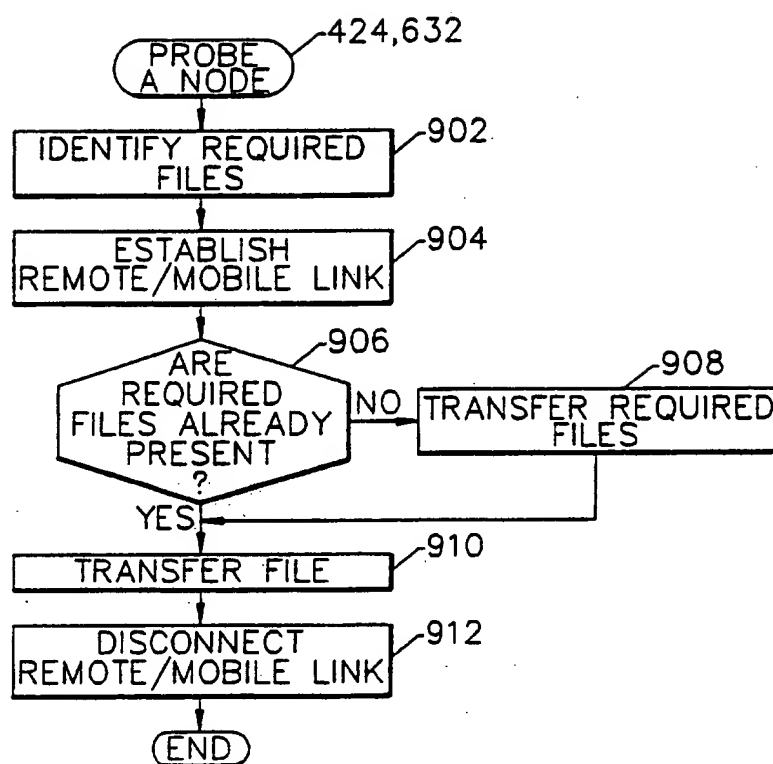 PROBE
A NODE
424,632
IDENTIFY REQUIRED
FILES
902
ESTABLISH
REMOTE/MOBILE LINK
904
ARE
REQUIRED
FILES ALREADY
PRESENT
?
906
NO
TRANSFER REQUIRED
FILES
908
YES
TRANSFER FILE
910
DISCONNECT
REMOTE/MOBILE LINK
912
END